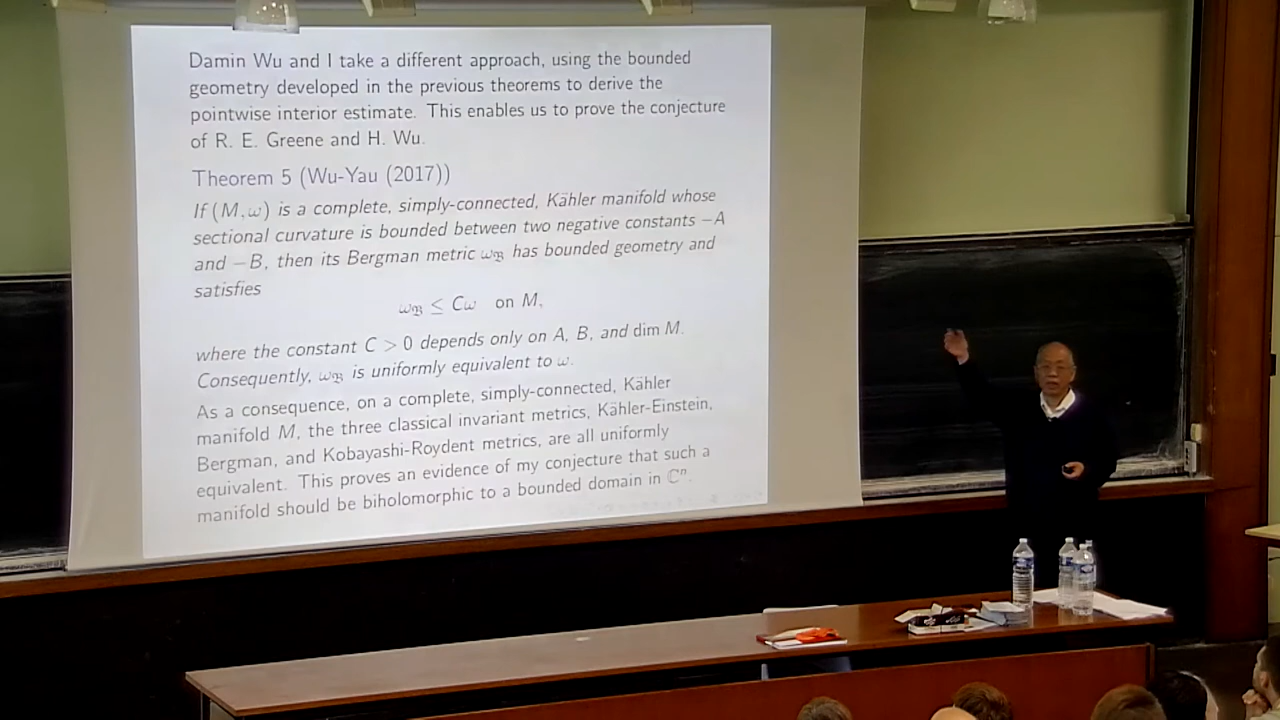 Damin Wu and I take a different approach, using the bounded
geometry developed in the previous theorems to derive the
pointwise interior estimate. This enables us to prove the conjecture
of R. E. Greene and H. Wu.
Theorem 5 (Wu-Yau (2017))
If (M, ω) is a complete, simply-connected, Kähler manifold whose
sectional curvature is bounded between two negative constants −A
and −B, then its Bergman metric ω_𝔅 has bounded geometry and
satisfies
ω_𝔅 ≤ Cω on M,
where the constant C > 0 depends only on A, B, and dim M.
Consequently, ω_𝔅 is uniformly equivalent to ω.
As a consequence, on a complete, simply-connected, Kähler
manifold M, the three classical invariant metrics, Kähler-Einstein,
Bergman, and Kobayashi-Roydent metrics, are all uniformly
equivalent. This proves an evidence of my conjecture that such a
manifold should be biholomorphic to a bounded domain in ℂⁿ.